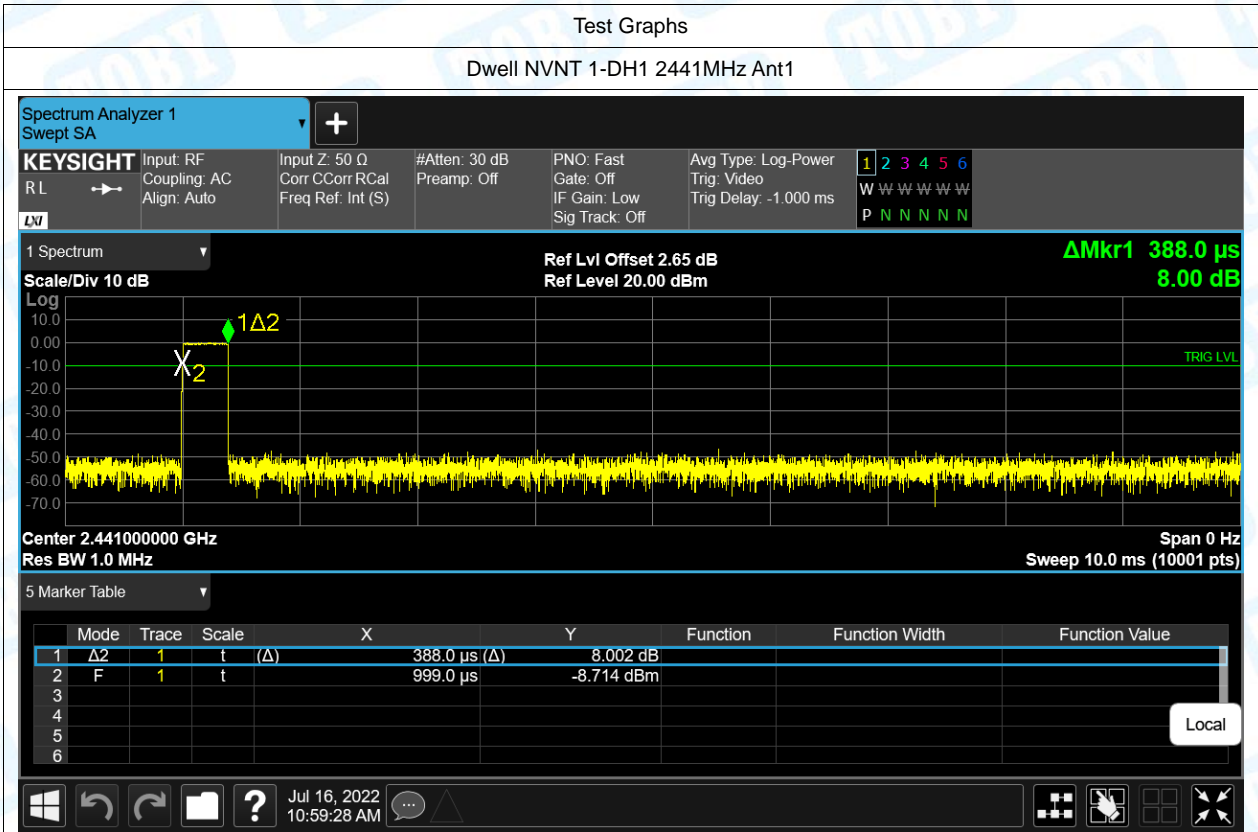 Test Graphs
Dwell NVNT 1-DH1 2441MHz Ant1
Spectrum Analyzer 1
Swept SA
KEYSIGHT
RL
LXI
Input: RF
Coupling: AC
Align: Auto
Input Z: 50 Ω
Corr CCorr RCal
Freq Ref: Int (S)
#Atten: 30 dB
Preamp: Off
PNO: Fast
Gate: Off
IF Gain: Low
Sig Track: Off
Avg Type: Log-Power
Trig: Video
Trig Delay: -1.000 ms
1 2 3 4 5 6
W W W W W W
P N N N N N
1 Spectrum
Scale/Div 10 dB
Ref Lvl Offset 2.65 dB
Ref Level 20.00 dBm
ΔMkr1 388.0 µs
8.00 dB
Log
10.0
0.00
-10.0
-20.0
-30.0
-40.0
-50.0
-60.0
-70.0
1Δ2
X2
TRIG LVL
Center 2.441000000 GHz
Span 0 Hz
Res BW 1.0 MHz
Sweep 10.0 ms (10001 pts)
5 Marker Table
Mode Trace Scale X Y Function Function Width Function Value
1 Δ2 1 t (Δ) 388.0 µs (Δ) 8.002 dB
2 F 1 t 999.0 µs -8.714 dBm
3
4
5
6
Local
?
Jul 16, 2022
10:59:28 AM
TOBY